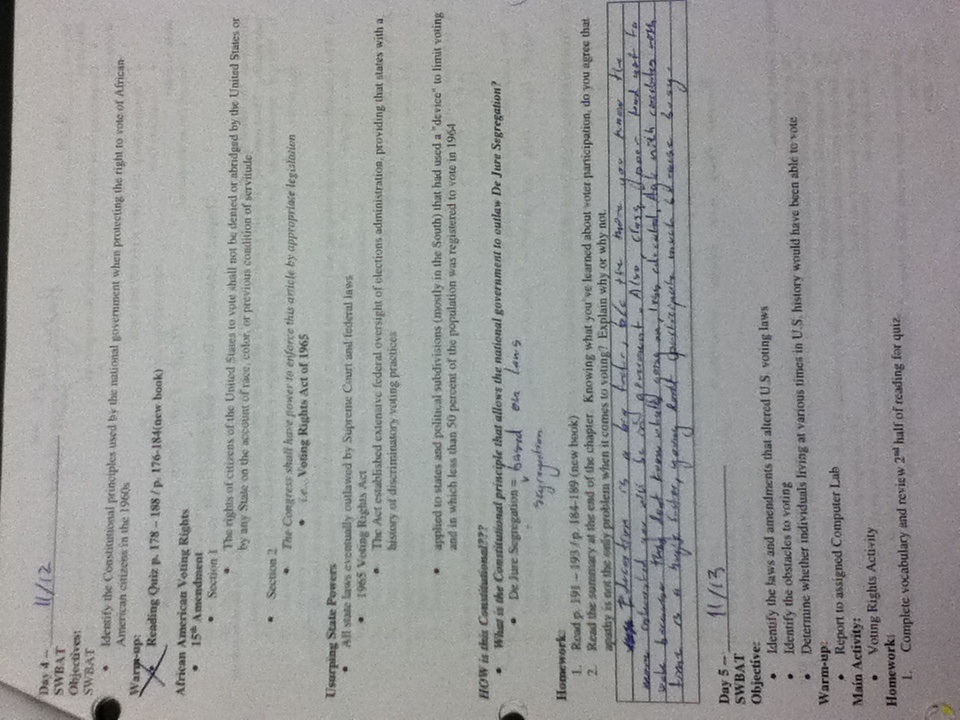 Day 4 – 11/12
SWBAT
Objectives:
SWBAT
• Identify the Constitutional principles used by the national government when protecting the right to vote of African-
American citizens in the 1960s
Warm-up:
Reading Quiz p. 178 – 188 / p. 176-184(new book)
African American Voting Rights
• 15th Amendment
• Section 1
• The rights of citizens of the United States to vote shall not be denied or abridged by the United States or
by any State on the account of race, color, or previous condition of servitude
• Section 2
• The Congress shall have power to enforce this article by appropriate legislation
• i.e., Voting Rights Act of 1965
Usurping State Powers
• All state laws eventually outlawed by Supreme Court and federal laws
• 1965 Voting Rights Act
• The Act established extensive federal oversight of elections administration, providing that states with a
history of discriminatory voting practices
• applied to states and political subdivisions (mostly in the South) that had used a "device" to limit voting
and in which less than 50 percent of the population was registered to vote in 1964
HOW is this Constitutional???
• What is the Constitutional principle that allows the national government to outlaw De Jure Segregation?
• De Jure Segregation = based on laws
segregation
Homework:
1. Read p. 191 – 193 / p. 184-189 (new book)
2. Read the summary at the end of the chapter. Knowing what you've learned about voter participation, do you agree that
apathy is not the only problem when it comes to voting? Explain why or why not.
Education is a big factor, b/c the more you know the
more interested you will be in government. Also, class, poor tend not to
vote because they don't know what's going on, less educated, Age with
time is a huge factor, young don't participate much because busy.
Day 5 – 11/13
SWBAT
Objective:
• Identify the laws and amendments that altered U.S. voting laws
• Identify the obstacles to voting
• Determine whether individuals living at various times in U.S. history would have been able to vote
Warm-up:
• Report to assigned Computer Lab
Main Activity:
• Voting Rights Activity
Homework:
1. Complete vocabulary and review 2nd half of reading for quiz